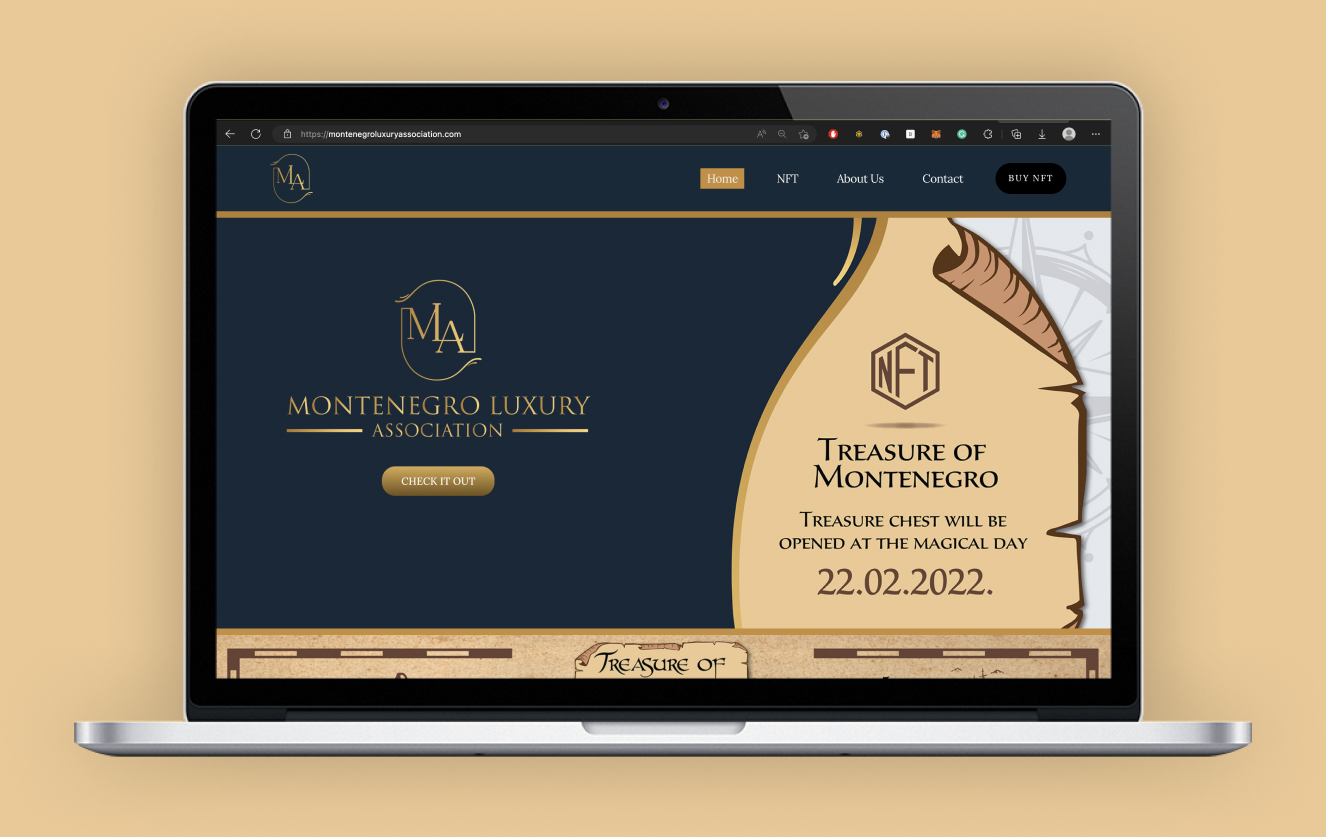 https://montenegroluxuryassociation.com
MA
Home
NFT
About Us
Contact
BUY NFT
MA
MONTENEGRO LUXURY
ASSOCIATION
CHECK IT OUT
NFT
TREASURE OF
MONTENEGRO
TREASURE CHEST WILL BE
OPENED AT THE MAGICAL DAY
22.02.2022.
TREASURE OF